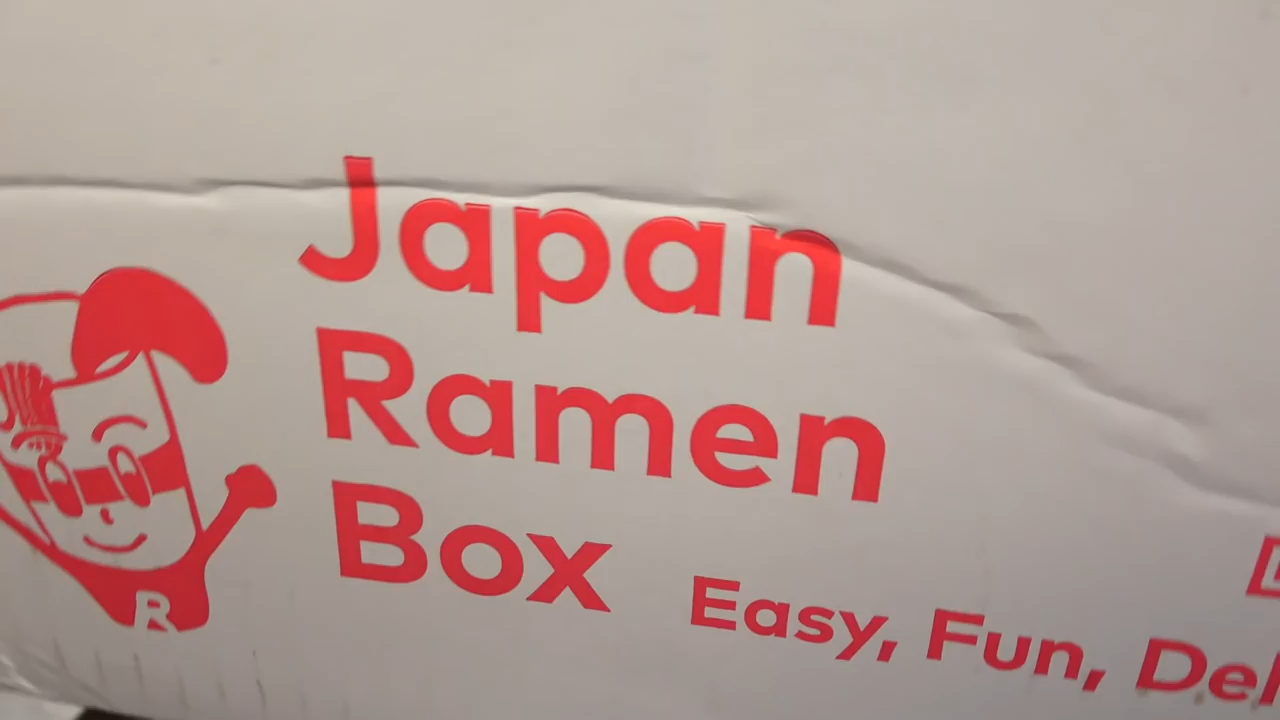 Japan
Ramen
Box
Easy, Fun,
R